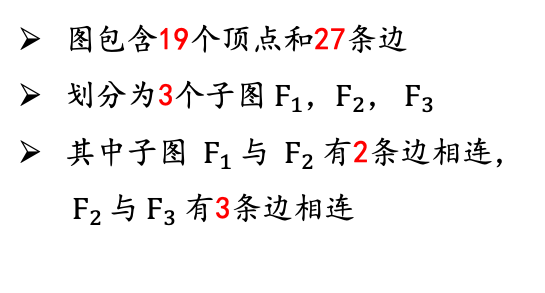 ➢ 图包含19个顶点和27条边
➢ 划分为3个子图 F₁，F₂， F₃
➢ 其中子图 F₁ 与 F₂ 有2条边相连，
F₂ 与 F₃ 有3条边相连